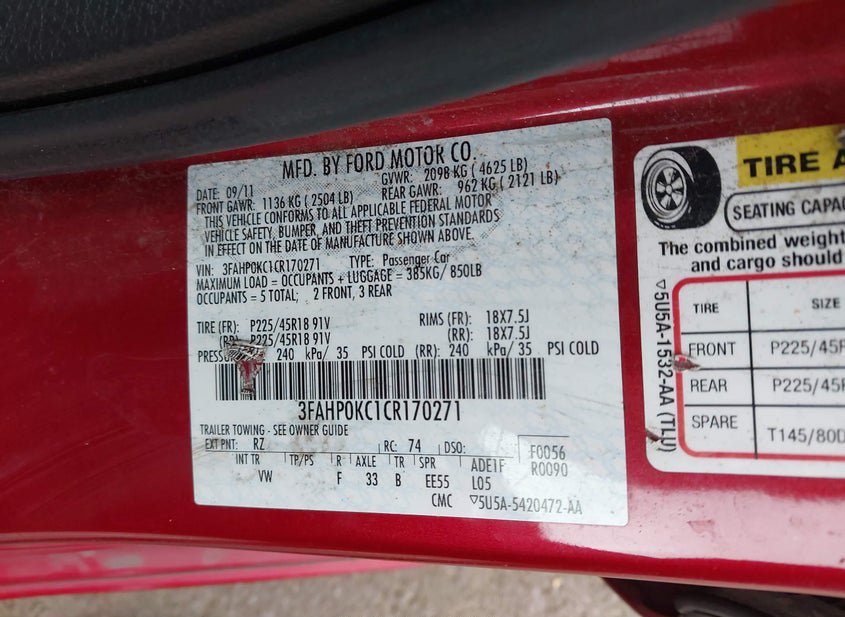 MFD. BY FORD MOTOR CO.
DATE: 09/11 GVWR: 2098 KG ( 4625 LB)
FRONT GAWR: 1136 KG ( 2504 LB) REAR GAWR: 962 KG ( 2121 LB)
THIS VEHICLE CONFORMS TO ALL APPLICABLE FEDERAL MOTOR
VEHICLE SAFETY, BUMPER, AND THEFT PREVENTION STANDARDS
IN EFFECT ON THE DATE OF MANUFACTURE SHOWN ABOVE.
VIN: 3FAHP0KC1CR170271 TYPE: Passenger Car
MAXIMUM LOAD = OCCUPANTS + LUGGAGE = 385KG/ 850LB
OCCUPANTS = 5 TOTAL; 2 FRONT, 3 REAR
TIRE (FR): P225/45R18 91V RIMS (FR): 18X7.5J
(RR): P225/45R18 91V (RR): 18X7.5J
240 kPa/ 35 PSI COLD (RR): 240 kPa/ 35 PSI COLD
3FAHP0KC1CR170271
TRAILER TOWING - SEE OWNER GUIDE
EXT PNT: RZ RC: 74 DSO: F0056
R0090
INT TR TP/PS R AXLE TR SPR ADE1F
VW F 33 B EE55 L05
CMC ▽5U5A-5420472-AA
TIRE A
SEATING CAPAC
The combined weight
and cargo should
▽5U5A-1532-AA (TLU)
TIRE SIZE
FRONT P225/45R
REAR P225/45R
SPARE T145/80D